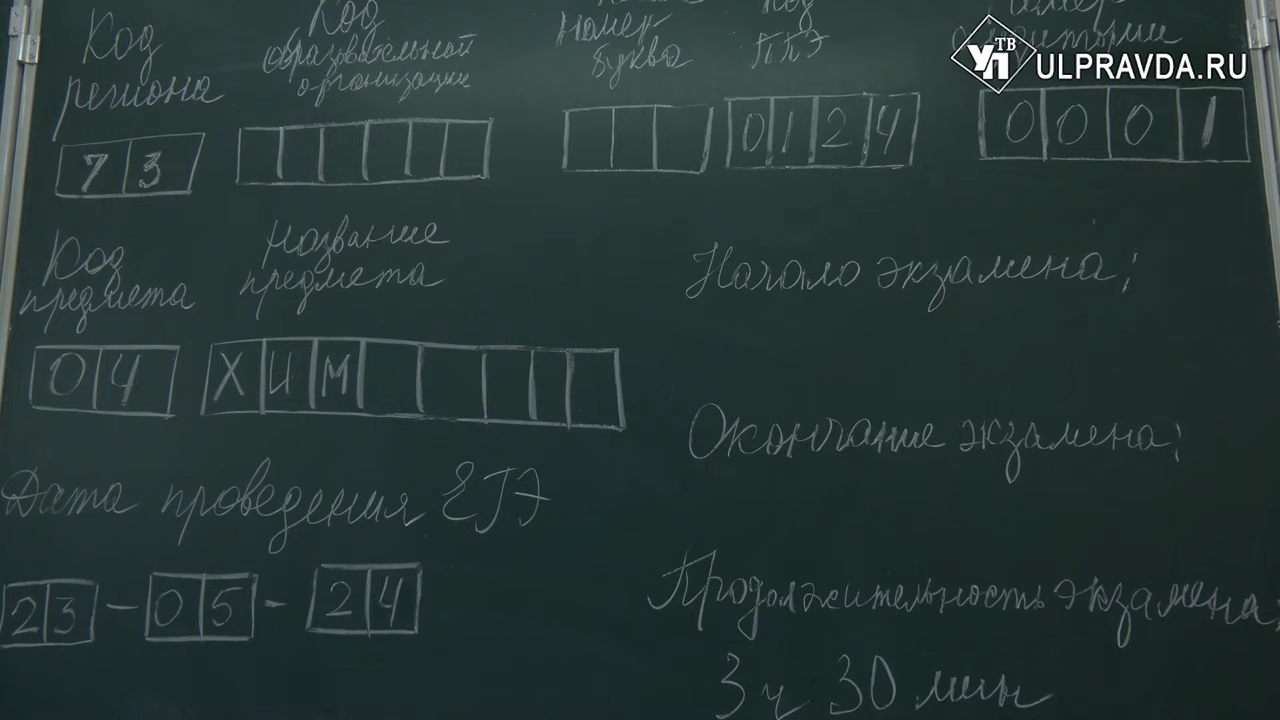 Код
региона
Код
образовательной
организации
номер
буква
код
ППЭ
номер
аудитории
УП ТВ
ULPRAVDA.RU
7 3
0 1 2 4
0 0 0 1
Код
предмета
Название
предмета
Начало экзамена:
0 4
Х И М
Окончание экзамена:
Дата проведения ЕГЭ
23 - 05 - 24
Продолжительность экзамена:
3 ч 30 мин